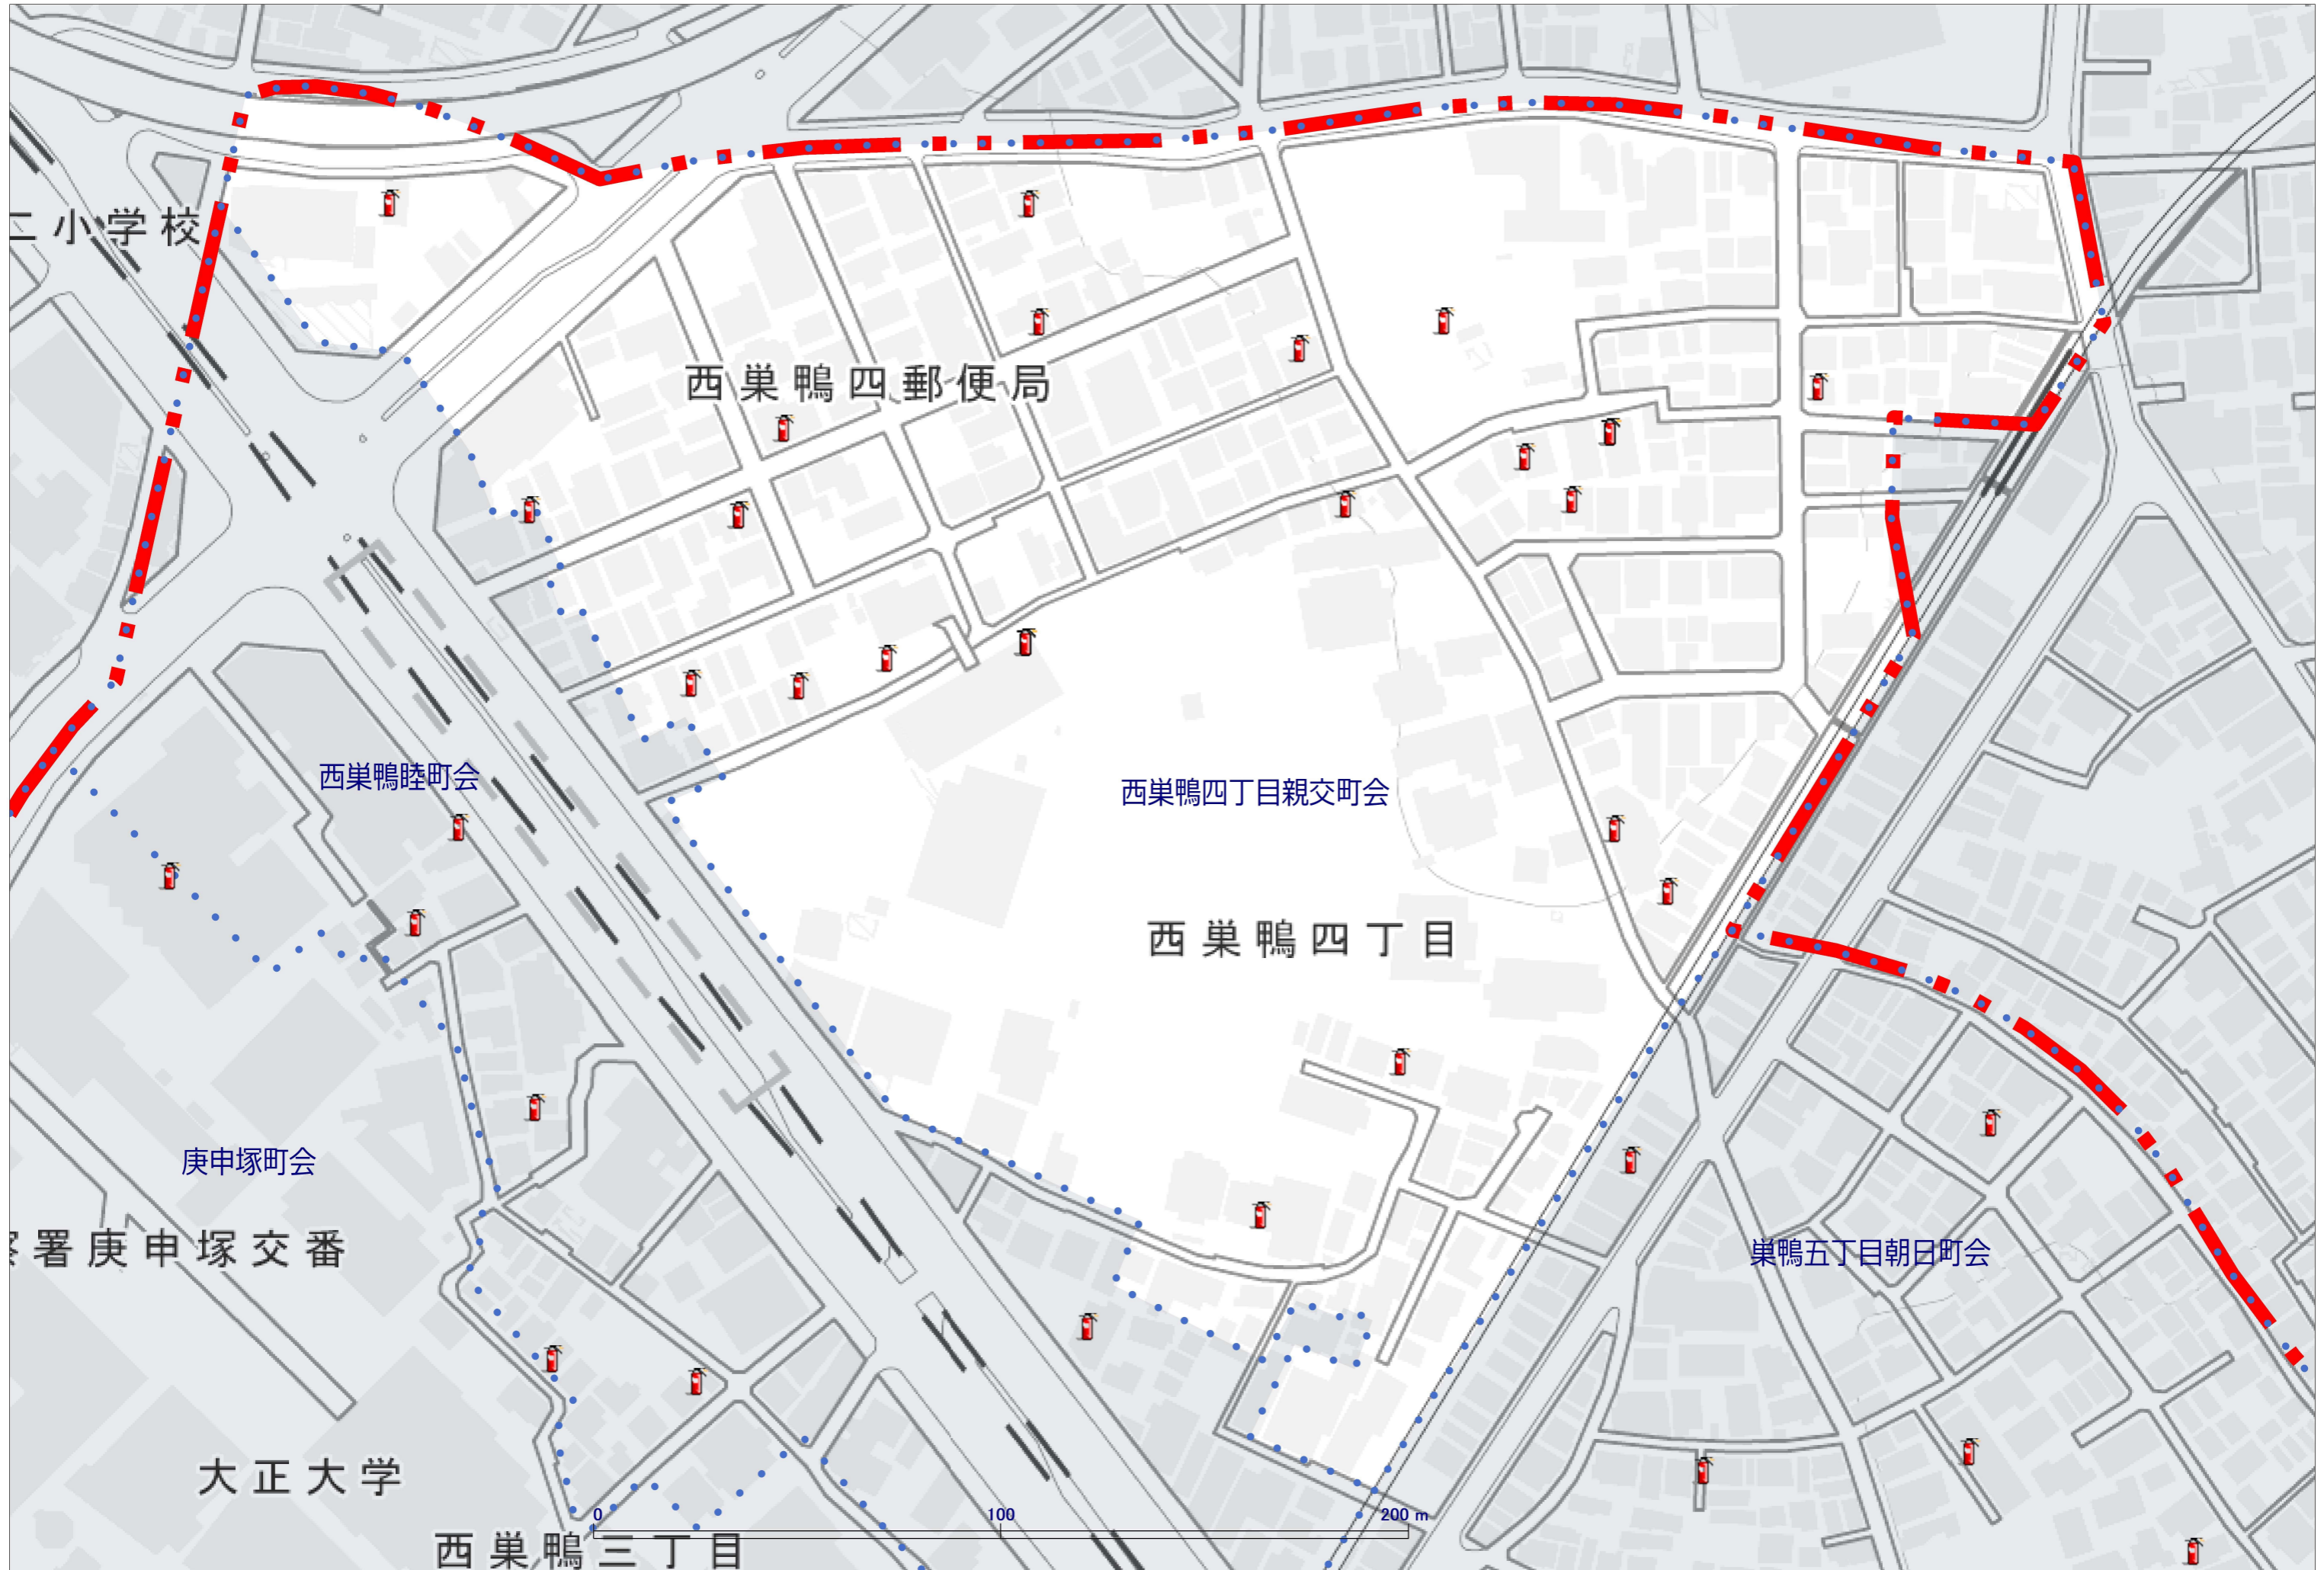 二小学校
西巣鴨四郵便局
西巣鴨睦町会
西巣鴨四丁目親交町会
西巣鴨四丁目
庚申塚町会
署庚申塚交番
巣鴨五丁目朝日町会
大正大学
0 100 200 m
西巣鴨三丁目